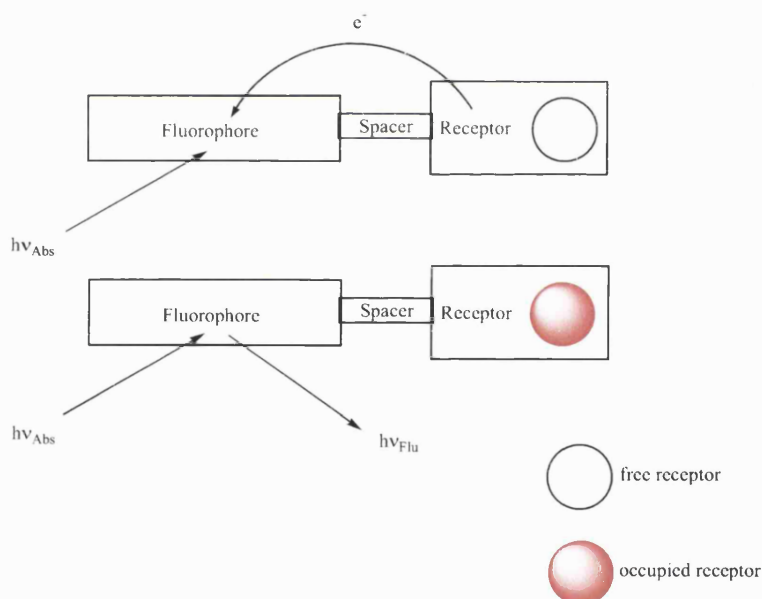 e-
Fluorophore
Spacer
Receptor
hνAbs
Fluorophore
Spacer
Receptor
hνAbs
hνFlu
free receptor
occupied receptor